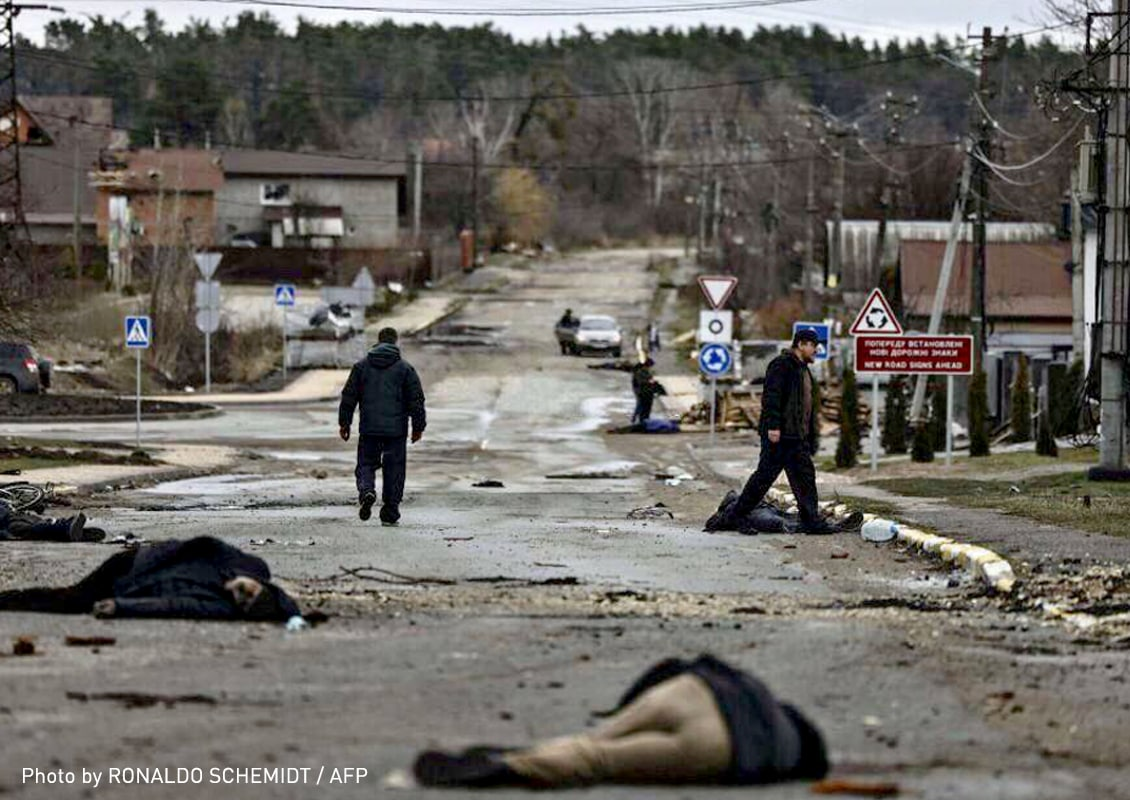 ПОПЕРЕДУ ВСТАНОВЛЕНІ
НОВІ ДОРОЖНІ ЗНАКИ
NEW ROAD SIGNS AHEAD
Photo by RONALDO SCHEMIDT / AFP